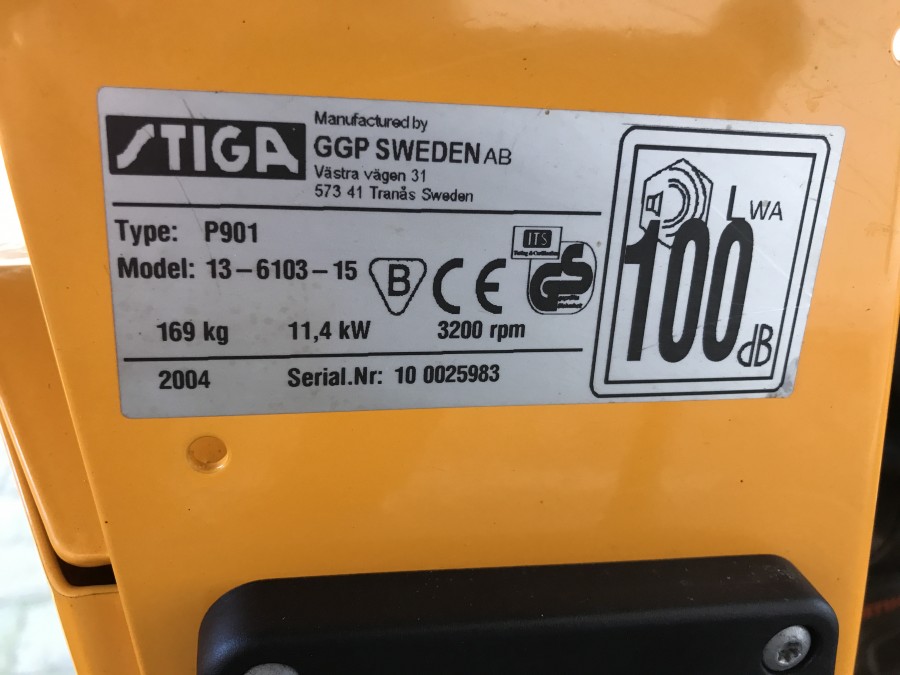 STIGA
Manufactured by
GGP SWEDEN AB
Västra vägen 31
573 41 Tranås Sweden
Type: P901
Model: 13-6103-15
B
CE
ITS
GS
169 kg 11,4 kW 3200 rpm
2004 Serial.Nr: 10 0025983
LWA
100
dB